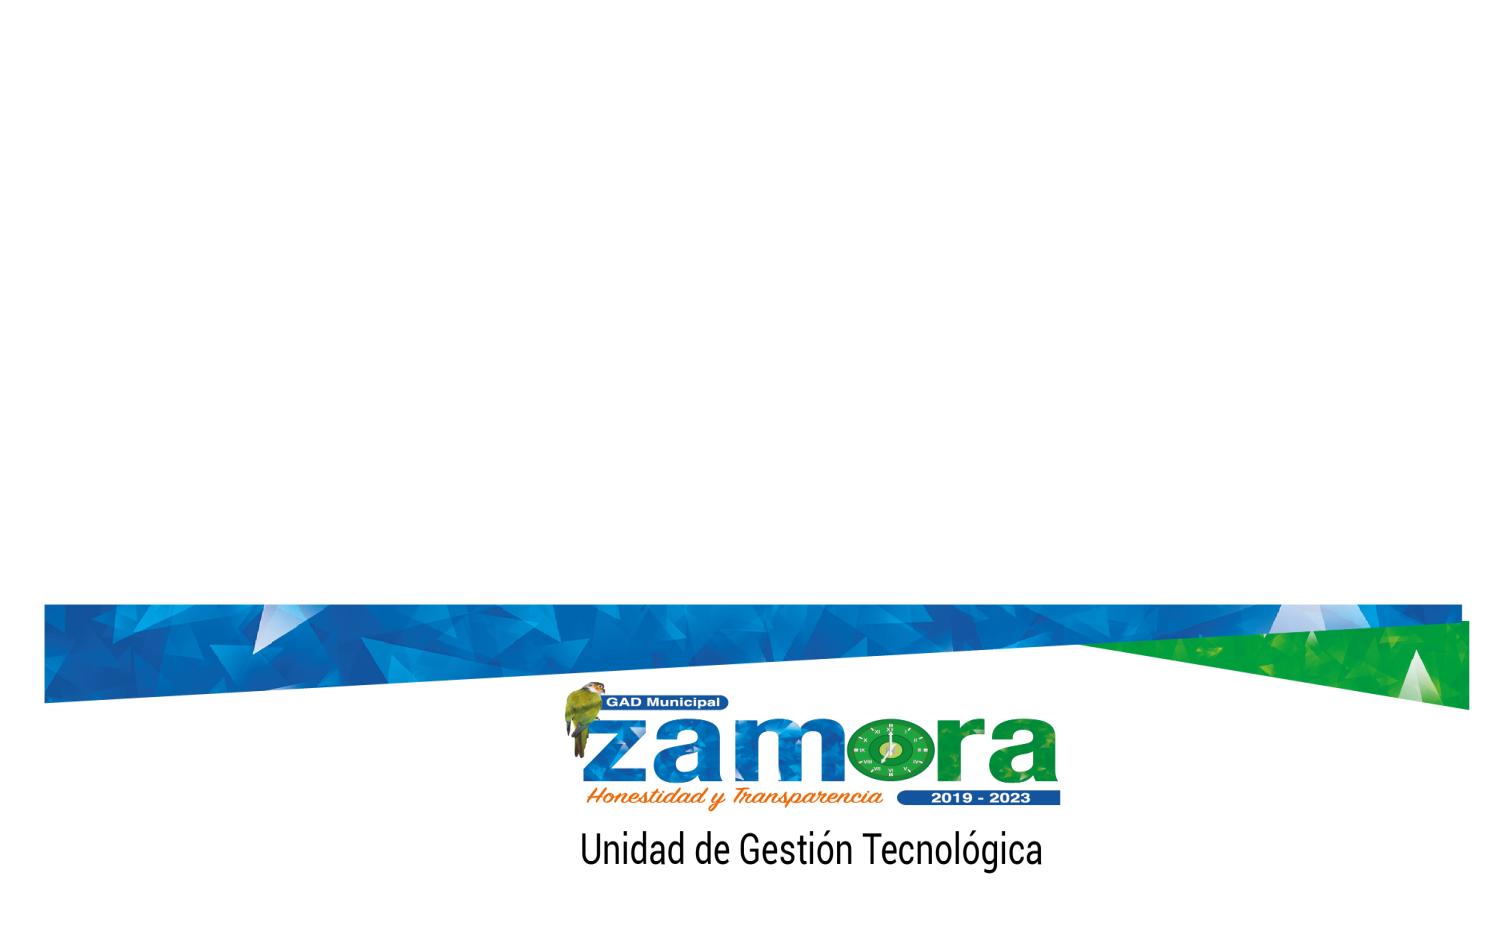 GAD Municipal
zamora
Honestidad y Transparencia
2019 - 2023
Unidad de Gestión Tecnológica